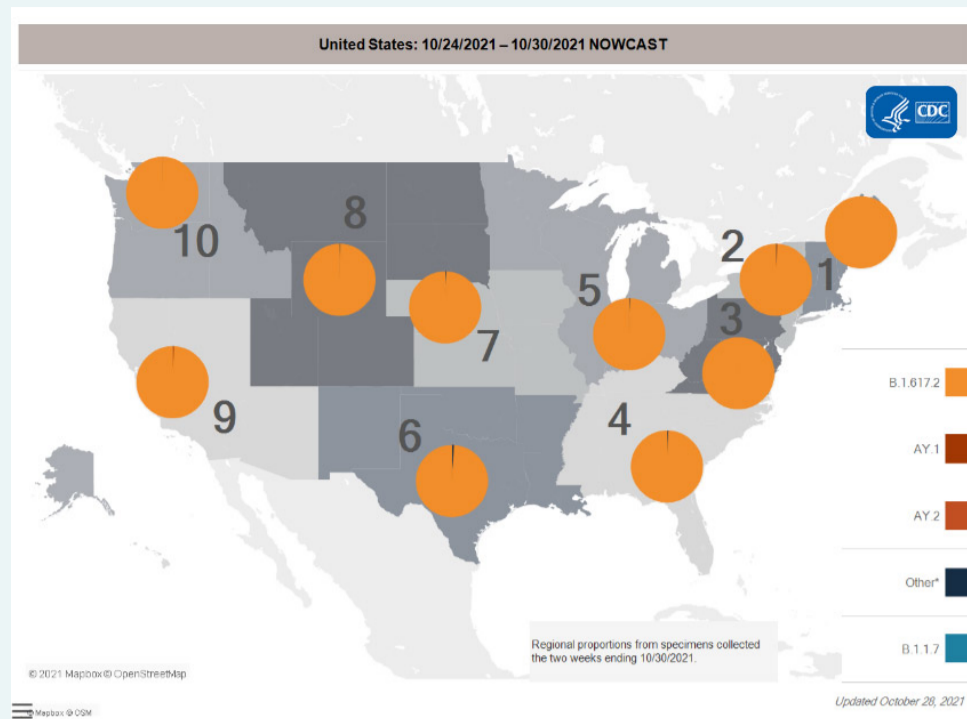 United States: 10/24/2021 – 10/30/2021 NOWCAST
CDC
10
8
7
5
2
1
3
9
6
4
B.1.617.2
AY.1
AY.2
Other*
B.1.1.7
Regional proportions from specimens collected
the two weeks ending 10/30/2021.
© 2021 Mapbox © OpenStreetMap
Updated October 28, 2021
© Mapbox © OSM